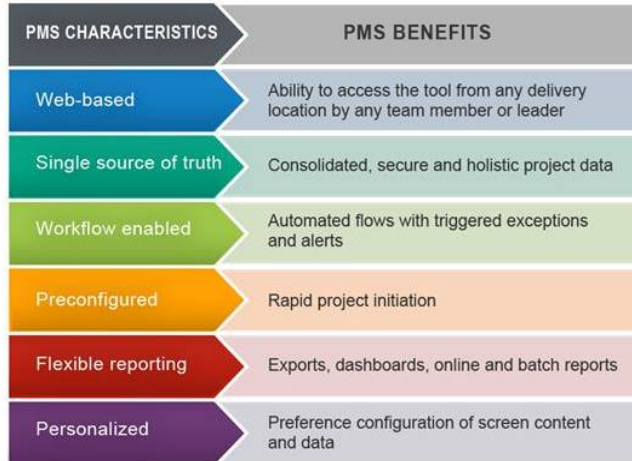 PMS CHARACTERISTICS
PMS BENEFITS
Web-based
Ability to access the tool from any delivery
location by any team member or leader
Single source of truth
Consolidated, secure and holistic project data
Workflow enabled
Automated flows with triggered exceptions
and alerts
Preconfigured
Rapid project initiation
Flexible reporting
Exports, dashboards, online and batch reports
Personalized
Preference configuration of screen content
and data